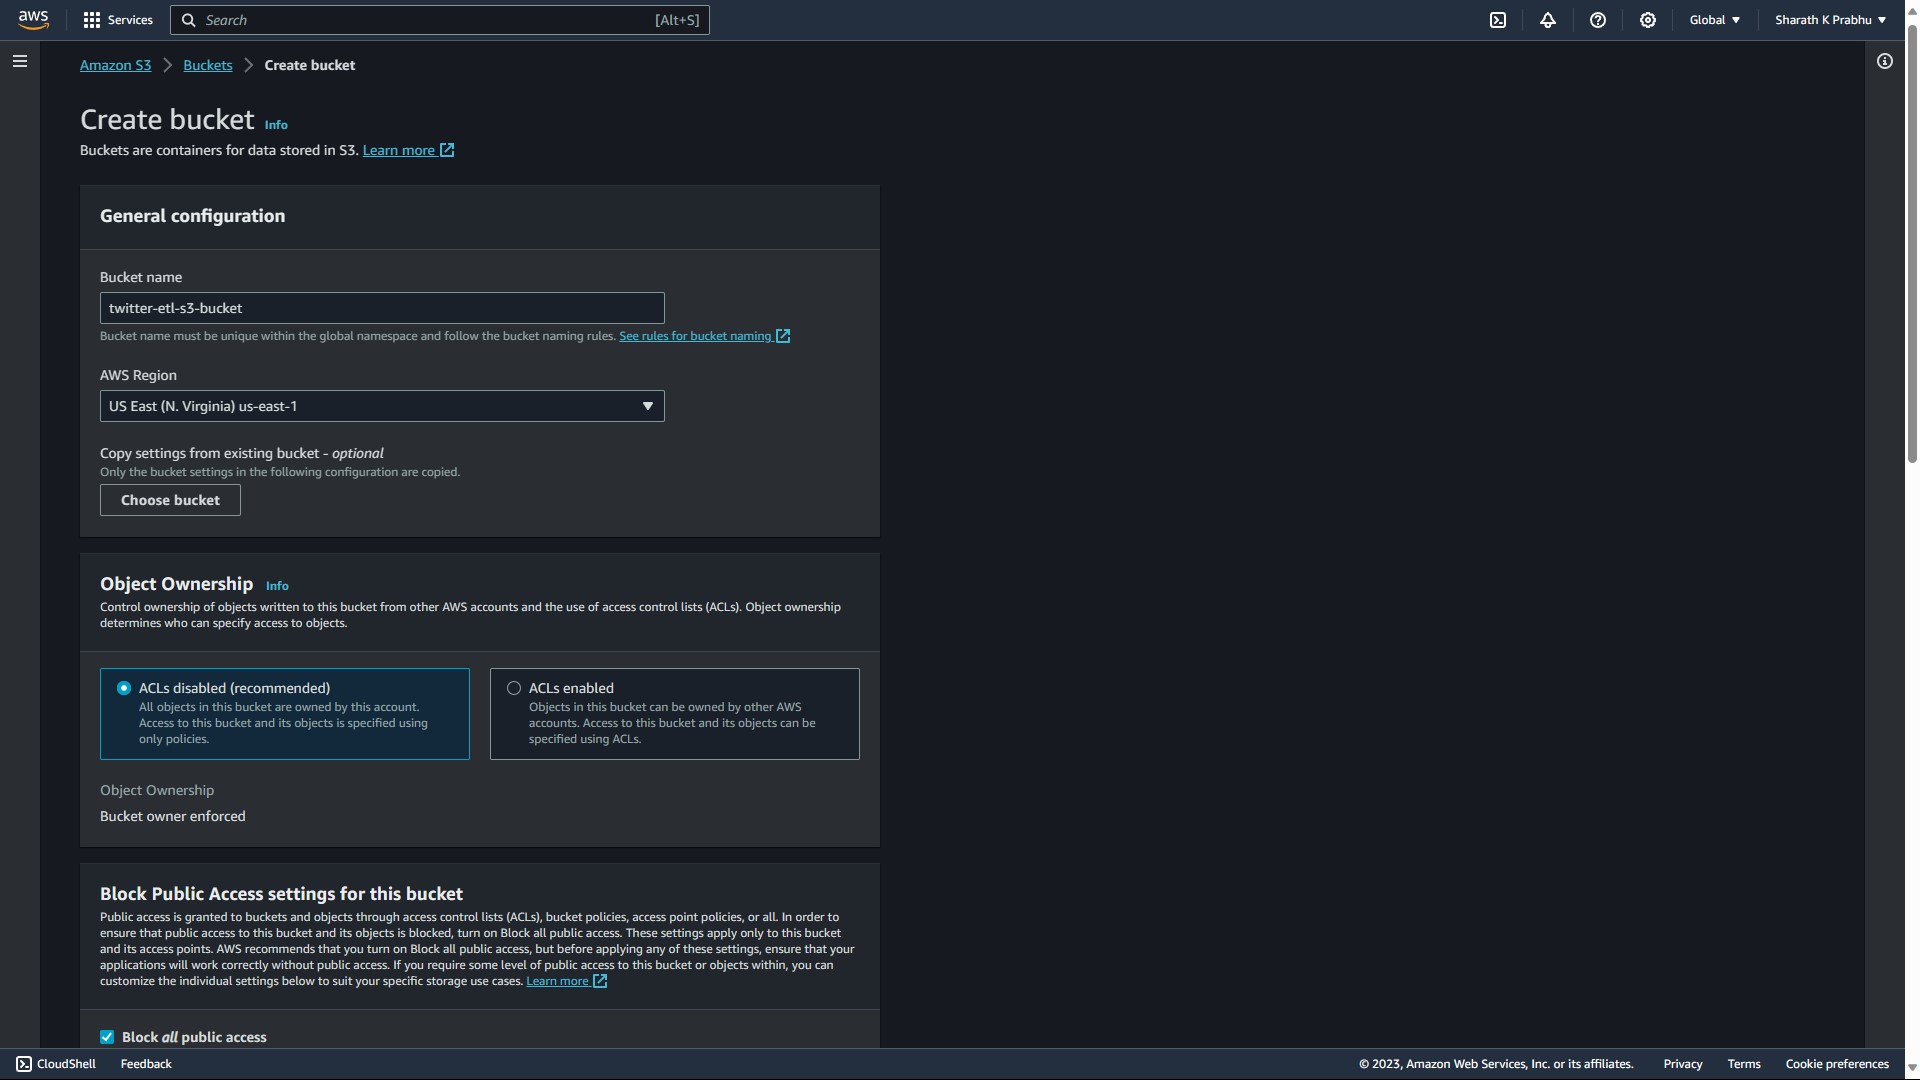 aws Services Search [Alt+S] Global Sharath K Prabhu
Amazon S3 Buckets Create bucket
Create bucket Info
Buckets are containers for data stored in S3. Learn more
General configuration
Bucket name
twitter-etl-s3-bucket
Bucket name must be unique within the global namespace and follow the bucket naming rules. See rules for bucket naming
AWS Region
US East (N. Virginia) us-east-1
Copy settings from existing bucket - optional
Only the bucket settings in the following configuration are copied.
Choose bucket
Object Ownership Info
Control ownership of objects written to this bucket from other AWS accounts and the use of access control lists (ACLs). Object ownership
determines who can specify access to objects.
ACLs disabled (recommended)
All objects in this bucket are owned by this account.
Access to this bucket and its objects is specified using
only policies.
ACLs enabled
Objects in this bucket can be owned by other AWS
accounts. Access to this bucket and its objects can be
specified using ACLs.
Object Ownership
Bucket owner enforced
Block Public Access settings for this bucket
Public access is granted to buckets and objects through access control lists (ACLs), bucket policies, access point policies, or all. In order to
ensure that public access to this bucket and its objects is blocked, turn on Block all public access. These settings apply only to this bucket
and its access points. AWS recommends that you turn on Block all public access, but before applying any of these settings, ensure that your
applications will work correctly without public access. If you require some level of public access to this bucket or objects within, you can
customize the individual settings below to suit your specific storage use cases. Learn more
Block all public access
CloudShell Feedback © 2023, Amazon Web Services, Inc. or its affiliates. Privacy Terms Cookie preferences